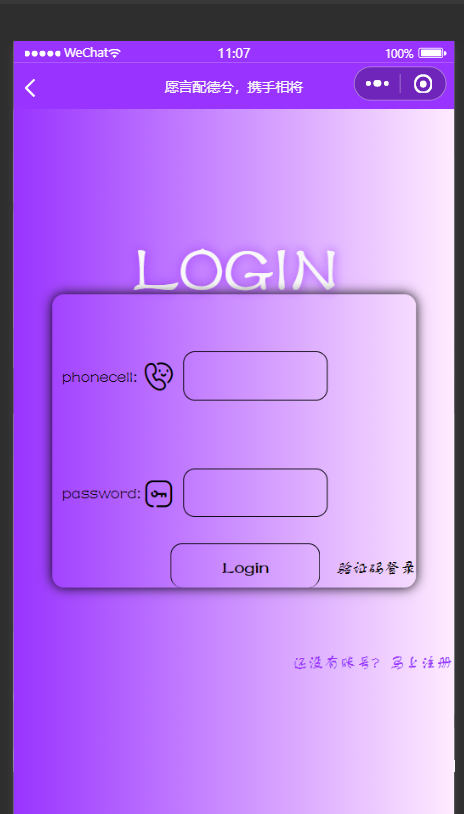 WeChat 11:07 100%
愿言配德兮，携手相将
LOGIN
phonecell:
password:
Login 验证码登录
还没有账号？马上注册